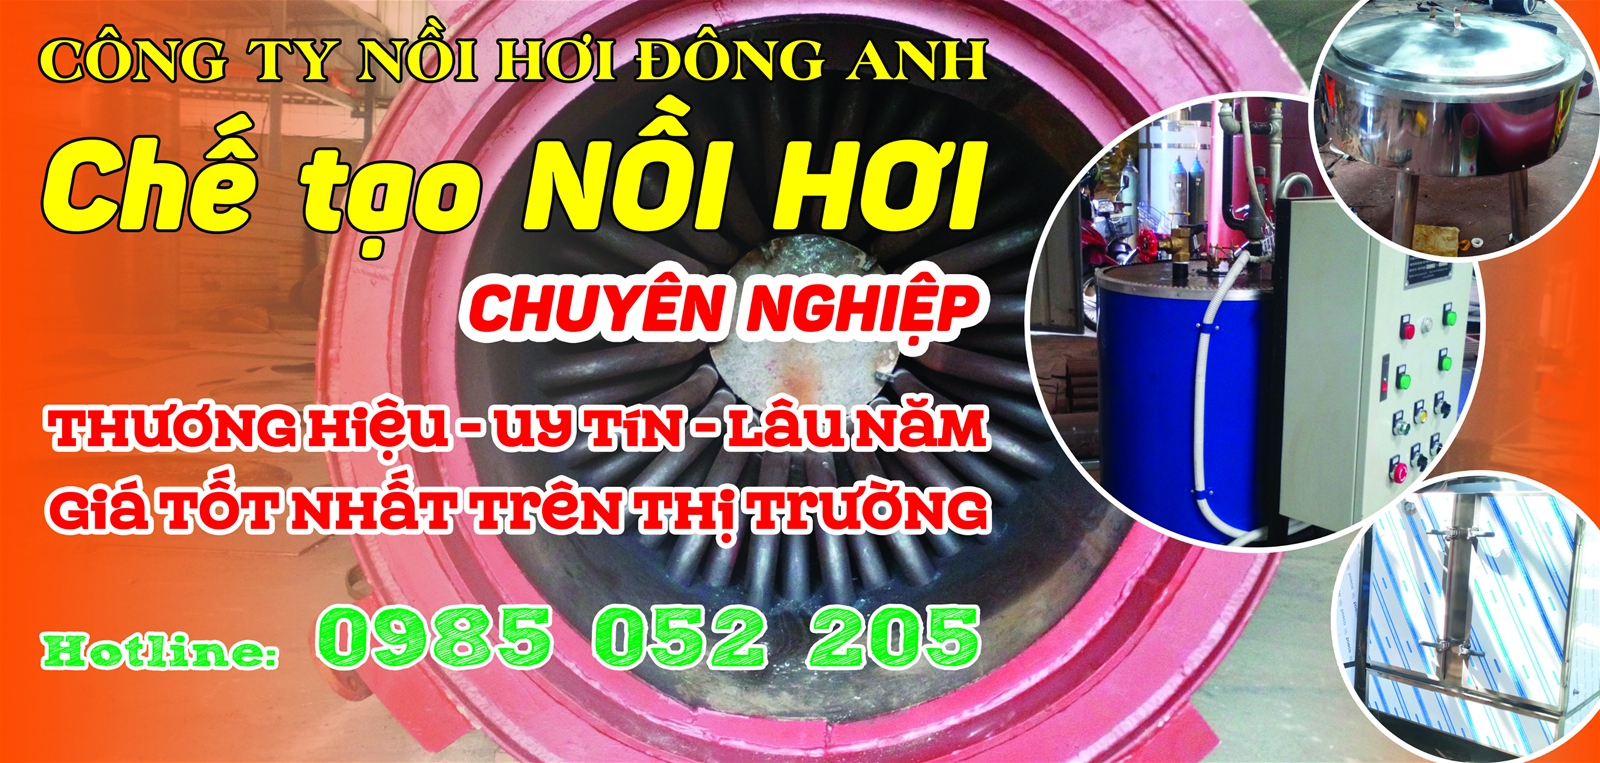 CÔNG TY NỒI HƠI ĐÔNG ANH
Chế tạo NỒI HƠI
CHUYÊN NGHIỆP
THƯƠNG Hiệu - uy Tín - Lâu Năm
Giá TỐT NHẤT Trên THị Trường
Hotline: 0985 052 205